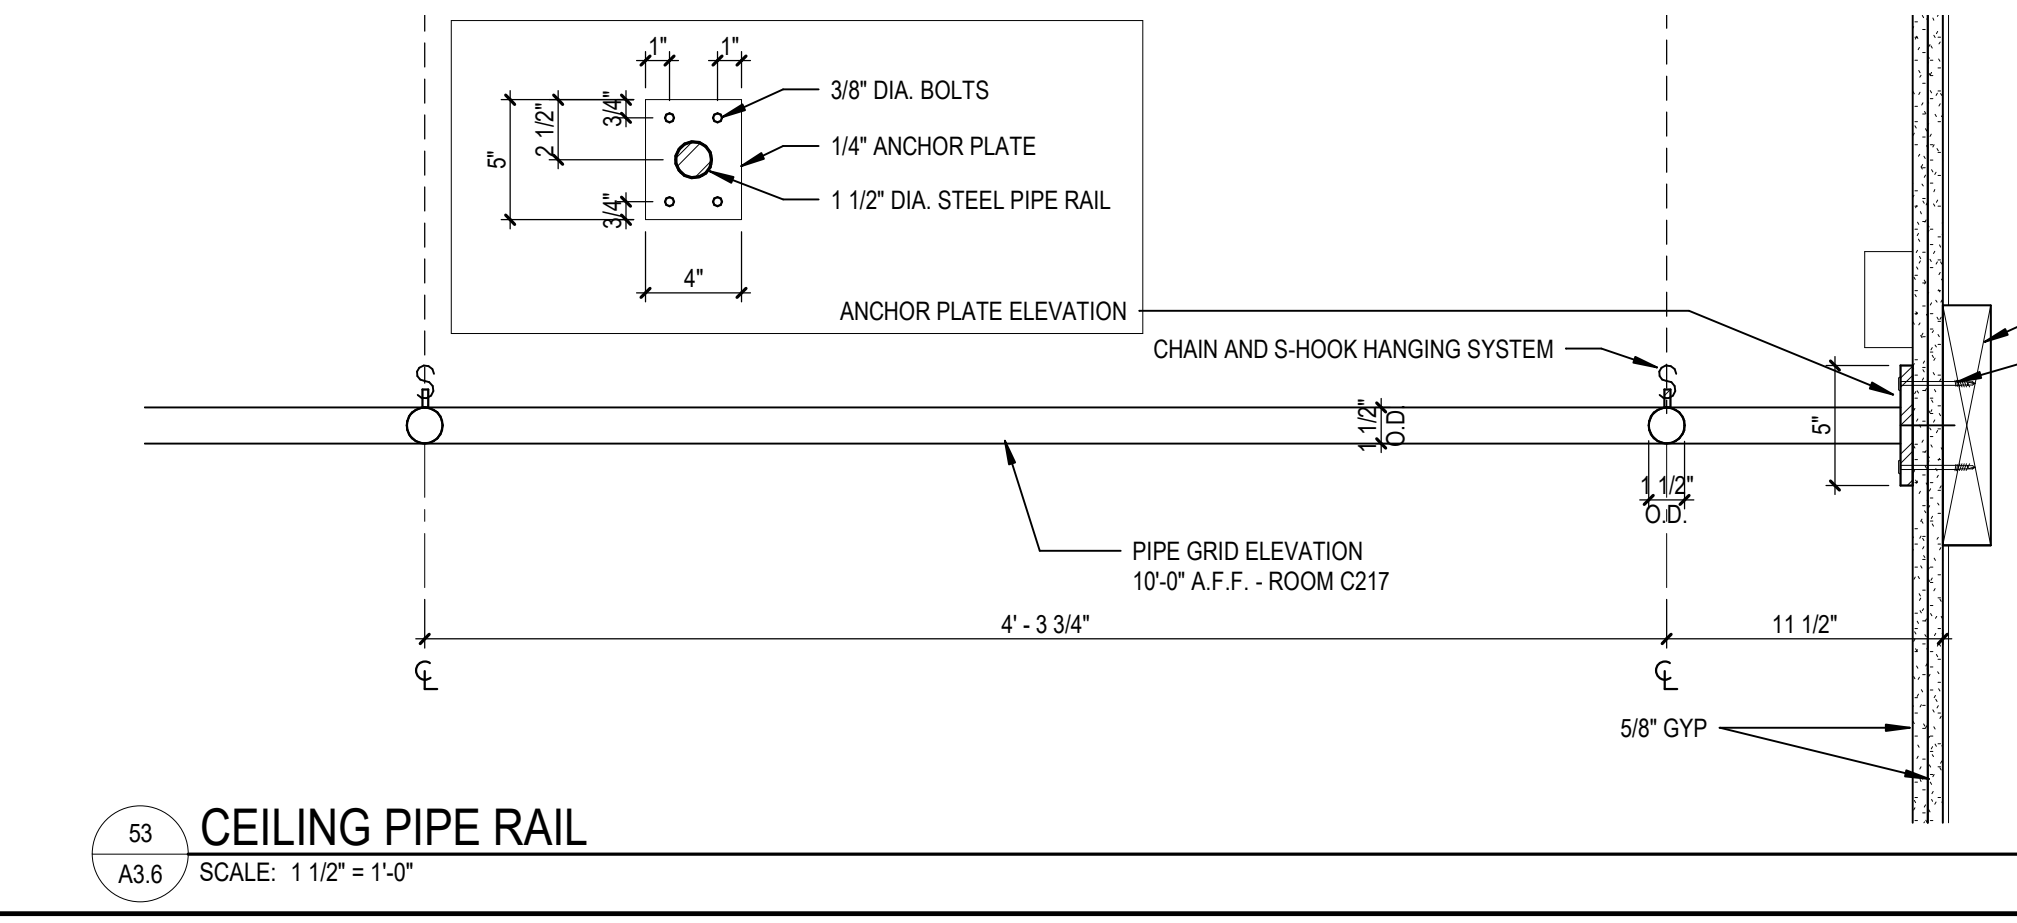 1"
1"
3/8" DIA. BOLTS
3/4"
2 1/2"
5"
1/4" ANCHOR PLATE
1 1/2" DIA. STEEL PIPE RAIL
3/4"
4"
ANCHOR PLATE ELEVATION
CHAIN AND S-HOOK HANGING SYSTEM
1 1/2"
O.D.
5"
1 1/2"
O.D.
PIPE GRID ELEVATION
10'-0" A.F.F. - ROOM C217
4' - 3 3/4"
11 1/2"
℄
℄
5/8" GYP
53
CEILING PIPE RAIL
A3.6
SCALE: 1 1/2" = 1'-0"